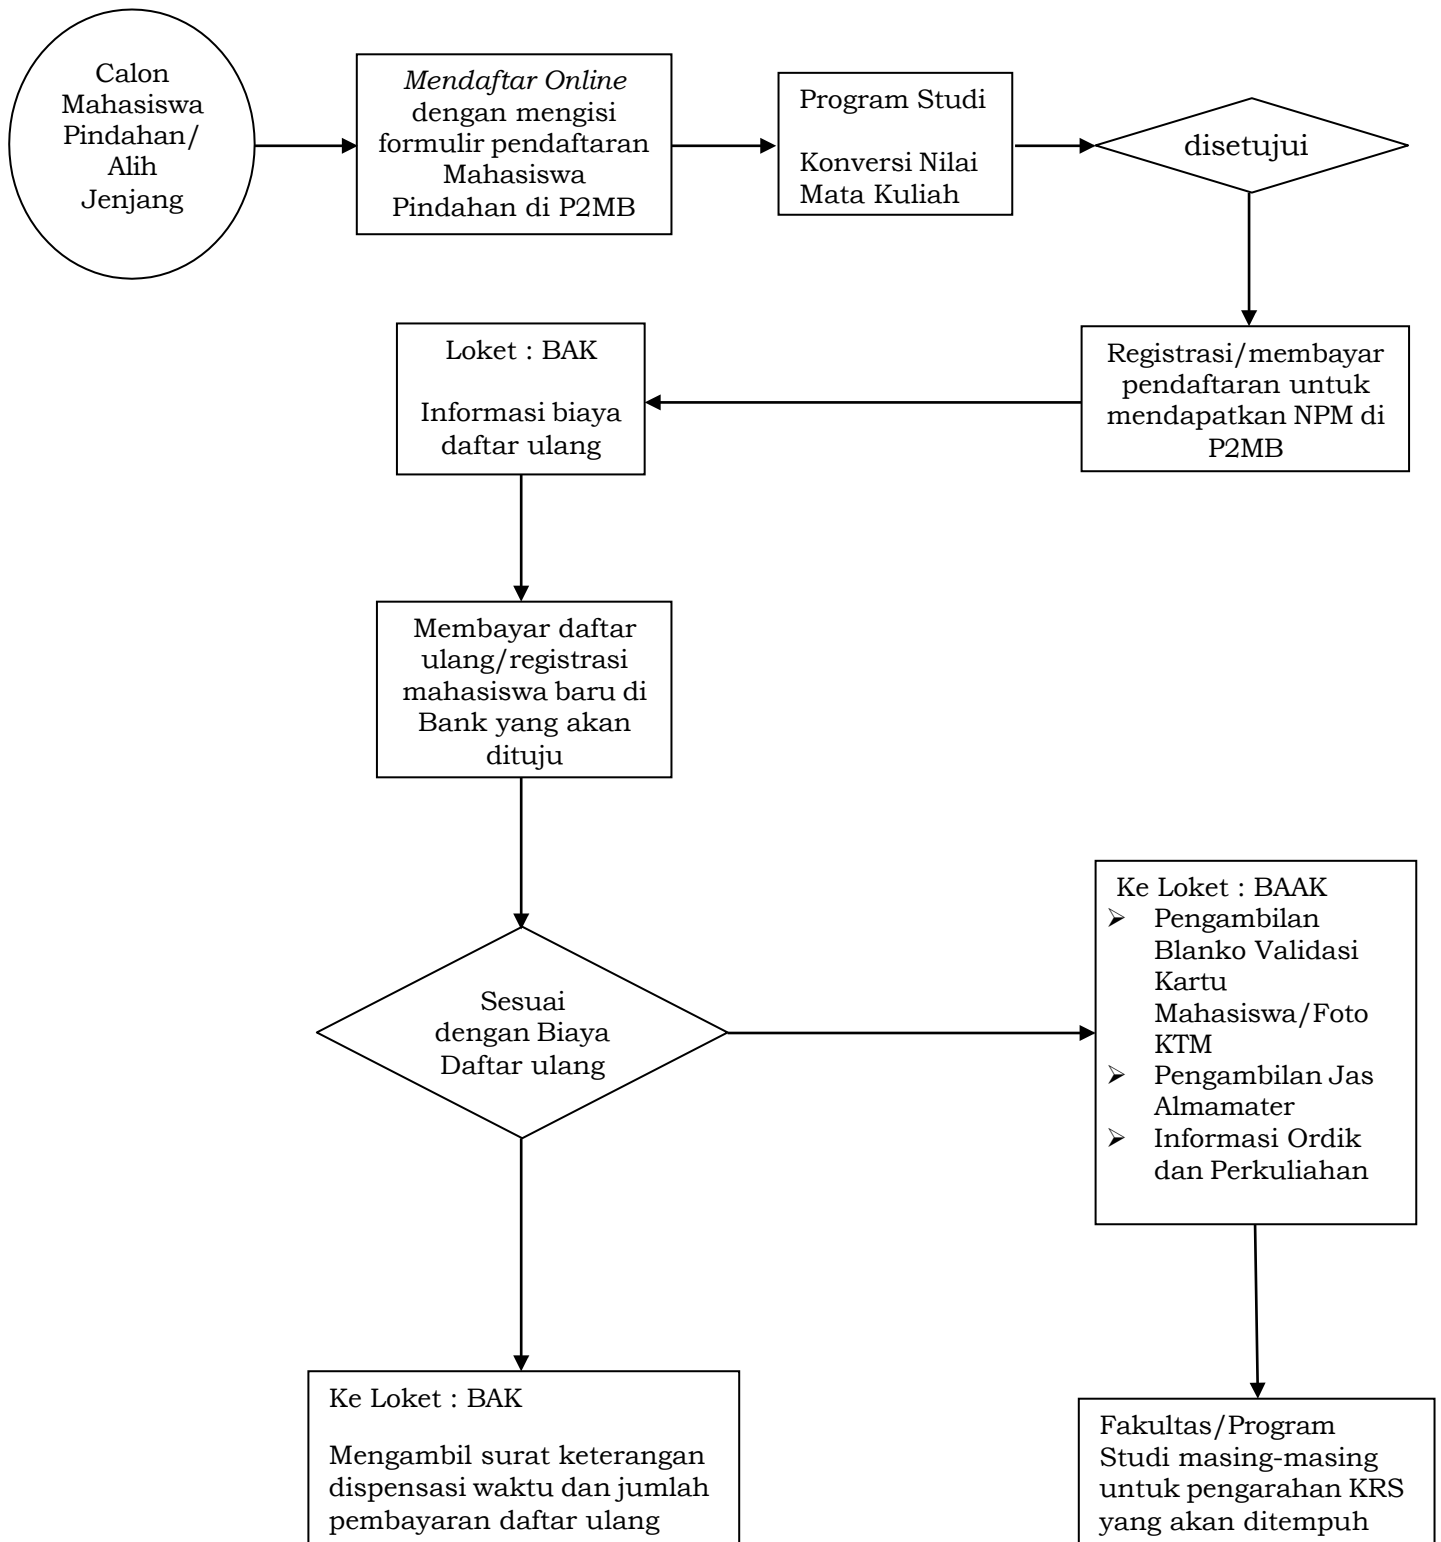 Calon
Mahasiswa
Pindahan/
Alih
Jenjang
Mendaftar Online
dengan mengisi
formulir pendaftaran
Mahasiswa
Pindahan di P2MB
Program Studi
Konversi Nilai
Mata Kuliah
disetujui
Registrasi/membayar
pendaftaran untuk
mendapatkan NPM di
P2MB
Loket : BAK
Informasi biaya
daftar ulang
Membayar daftar
ulang/registrasi
mahasiswa baru di
Bank yang akan
dituju
Sesuai
dengan Biaya
Daftar ulang
Ke Loket : BAAK
➢ Pengambilan
Blanko Validasi
Kartu
Mahasiswa/Foto
KTM
➢ Pengambilan Jas
Almamater
➢ Informasi Ordik
dan Perkuliahan
Ke Loket : BAK
Mengambil surat keterangan
dispensasi waktu dan jumlah
pembayaran daftar ulang
Fakultas/Program
Studi masing-masing
untuk pengarahan KRS
yang akan ditempuh